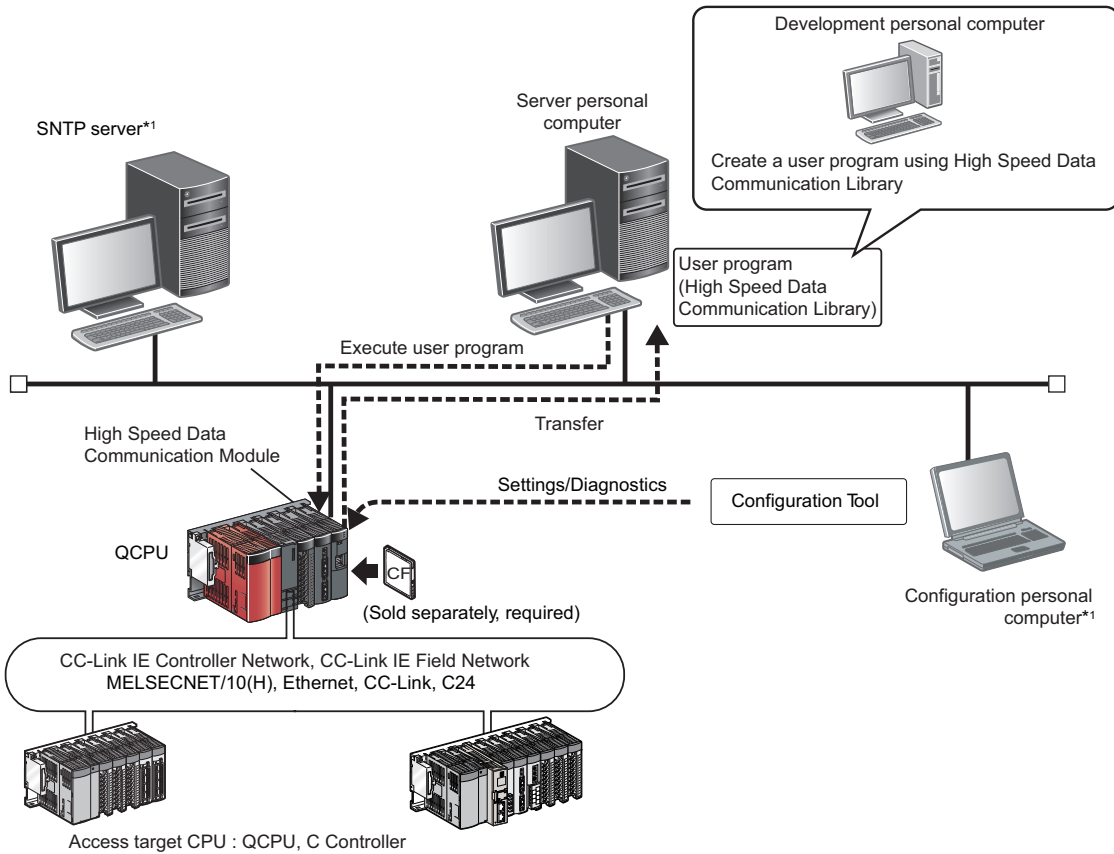 Development personal computer
Server personal
computer
SNTP server*1
Create a user program using High Speed Data
Communication Library
User program
(High Speed Data
Communication Library)
Execute user program
Transfer
High Speed Data
Communication Module
Settings/Diagnostics
Configuration Tool
QCPU
CF
(Sold separately, required)
Configuration personal
computer*1
CC-Link IE Controller Network, CC-Link IE Field Network
MELSECNET/10(H), Ethernet, CC-Link, C24
Access target CPU : QCPU, C Controller